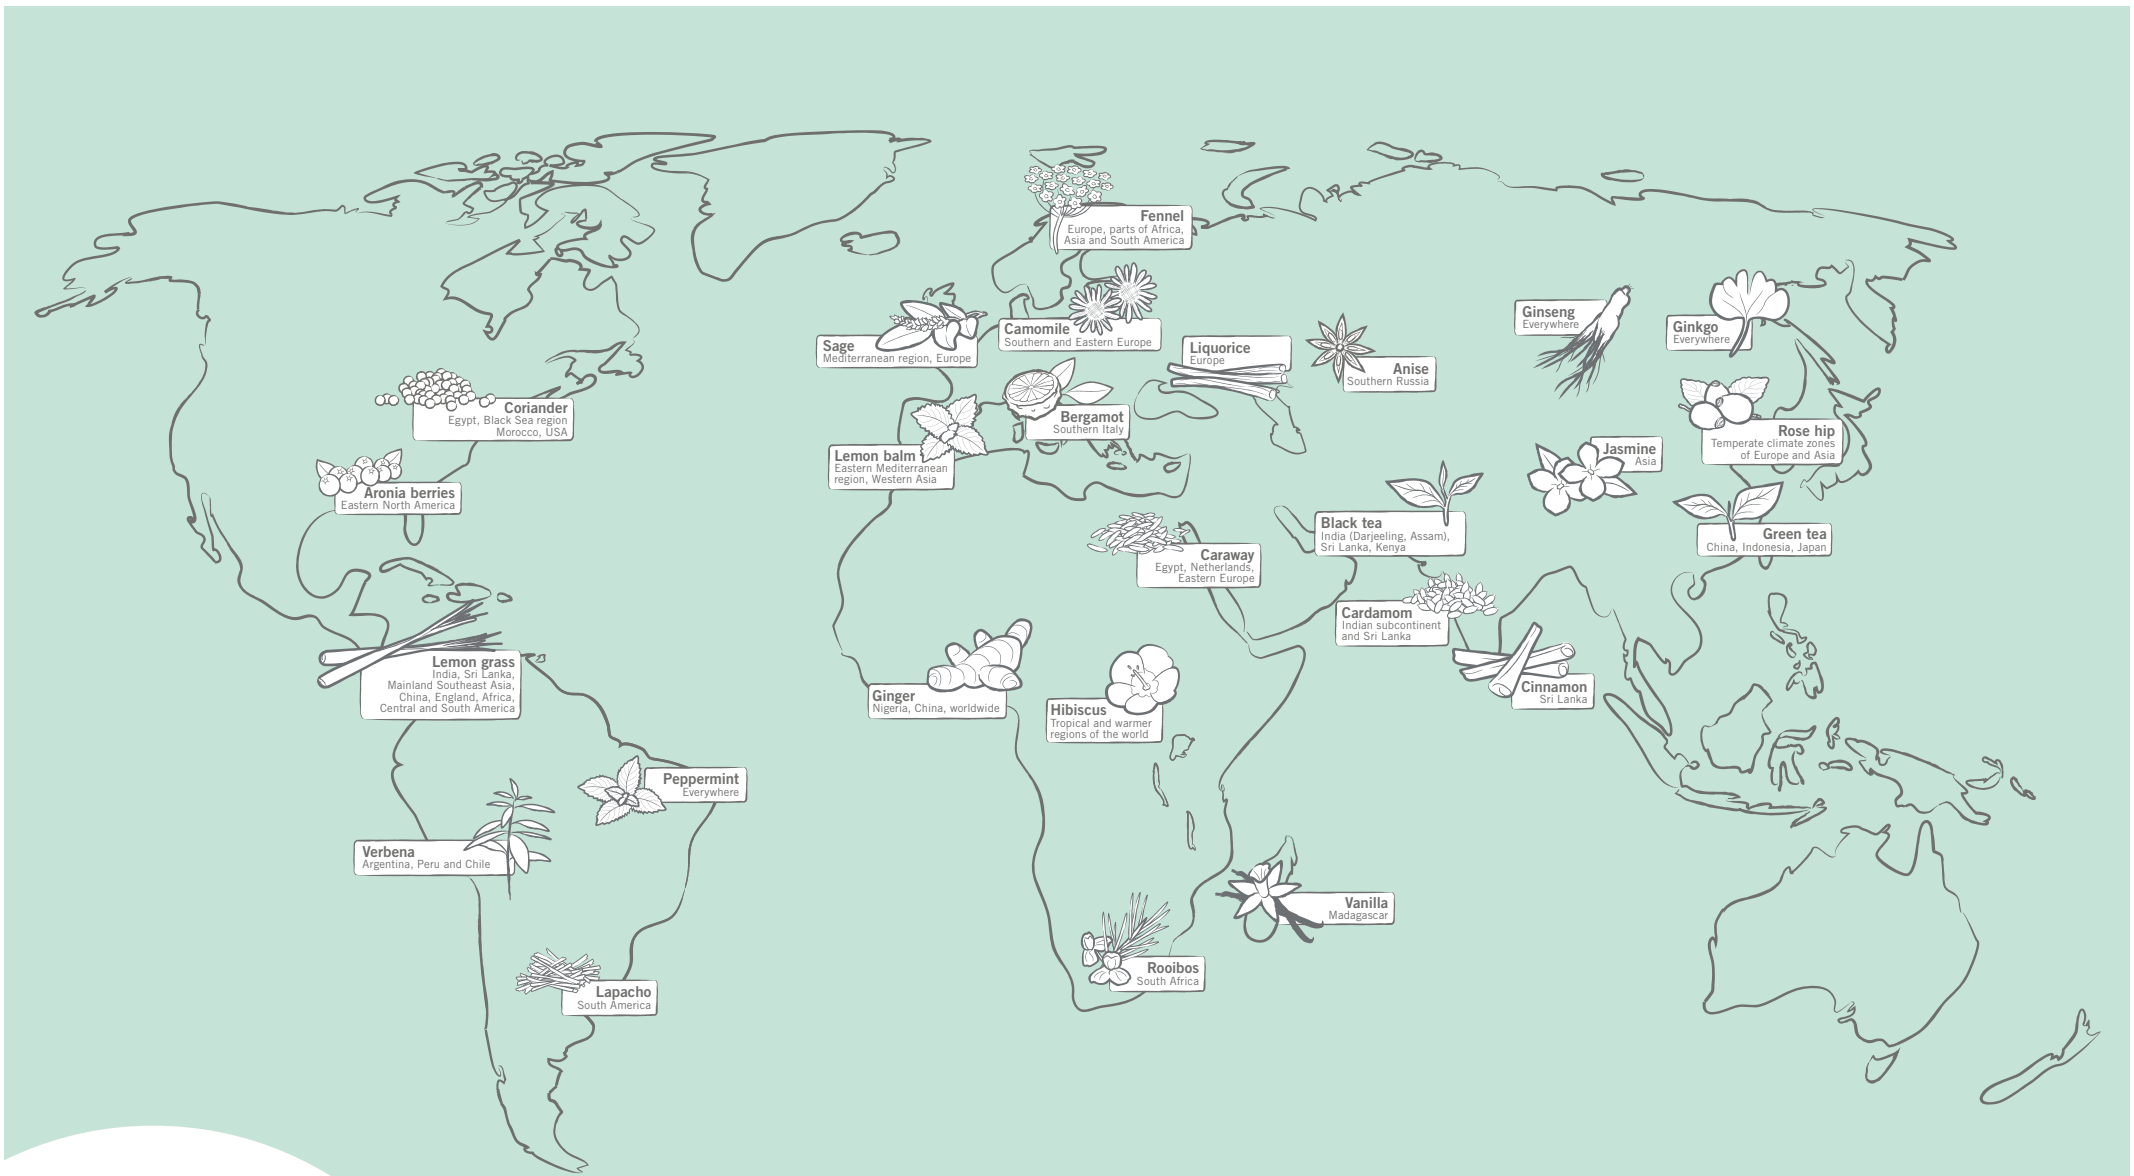 Fennel
Europe, parts of Africa,
Asia and South America
Camomile
Southern and Eastern Europe
Sage
Mediterranean region, Europe
Liquorice
Europe
Anise
Southern Russia
Ginseng
Everywhere
Ginkgo
Everywhere
Coriander
Egypt, Black Sea region
Morocco, USA
Bergamot
Southern Italy
Lemon balm
Eastern Mediterranean
region, Western Asia
Jasmine
Asia
Rose hip
Temperate climate zones
of Europe and Asia
Aronia berries
Eastern North America
Black tea
India (Darjeeling, Assam),
Sri Lanka, Kenya
Green tea
China, Indonesia, Japan
Caraway
Egypt, Netherlands,
Eastern Europe
Cardamom
Indian subcontinent
and Sri Lanka
Lemon grass
India, Sri Lanka,
Mainland Southeast Asia,
China, England, Africa,
Central and South America
Ginger
Nigeria, China, worldwide
Hibiscus
Tropical and warmer
regions of the world
Cinnamon
Sri Lanka
Peppermint
Everywhere
Verbena
Argentina, Peru and Chile
Vanilla
Madagascar
Rooibos
South Africa
Lapacho
South America